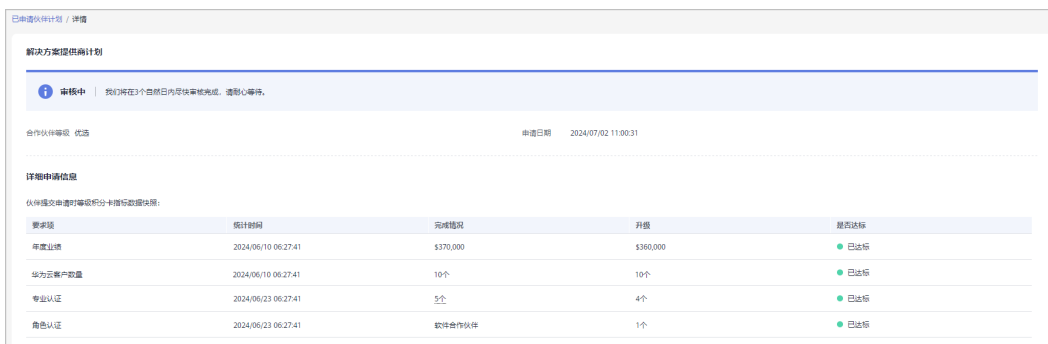 已申请伙伴计划 / 详情
解决方案提供商计划
审核中 我们将在3个自然日内尽快审核完成，请耐心等待。
合作伙伴等级 优选 申请日期 2024/07/02 11:00:31
详细申请信息
伙伴提交申请时等级积分卡指标数据快照：
要求项 统计时间 完成情况 升级 是否达标
年度业绩 2024/06/10 06:27:41 $370,000 $360,000 已达标
华为云客户数量 2024/06/10 06:27:41 10个 10个 已达标
专业认证 2024/06/23 06:27:41 5个 4个 已达标
角色认证 2024/06/23 06:27:41 软件合作伙伴 1个 已达标